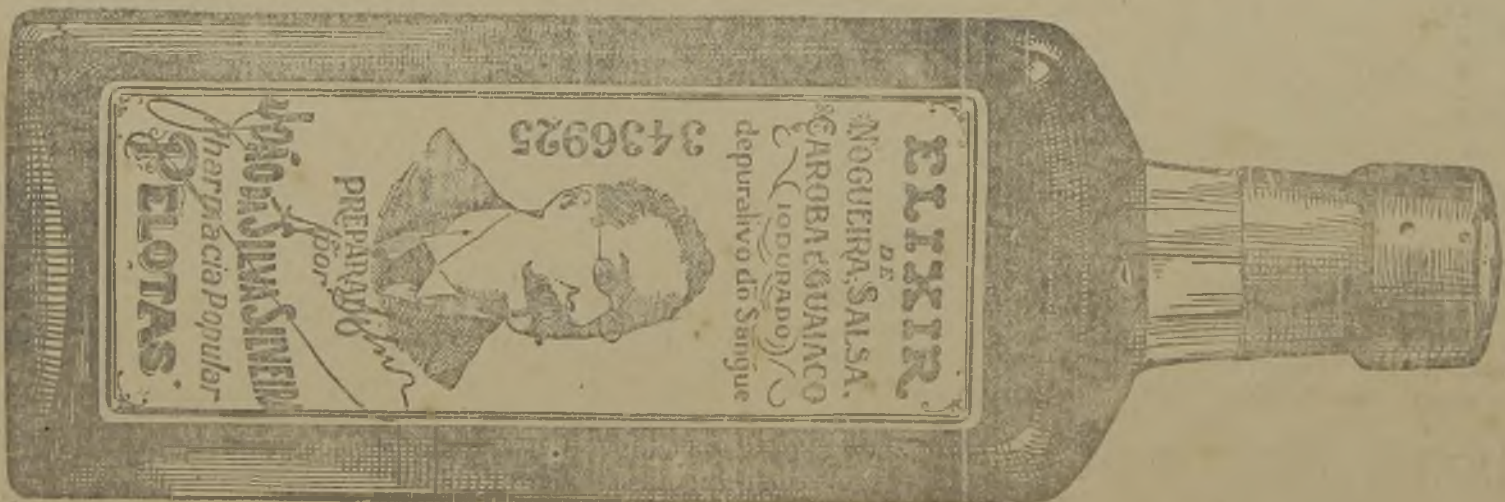 ELIXIR
DE
NOGUEIRA, SALSA,
CAROBA E GUAIACO
(IODURADO)
depurativo do Sangue
3436925
PREPARADO
por
JOÃO DA SILVA SILVEIRA
Pharmacia Popular
PELOTAS